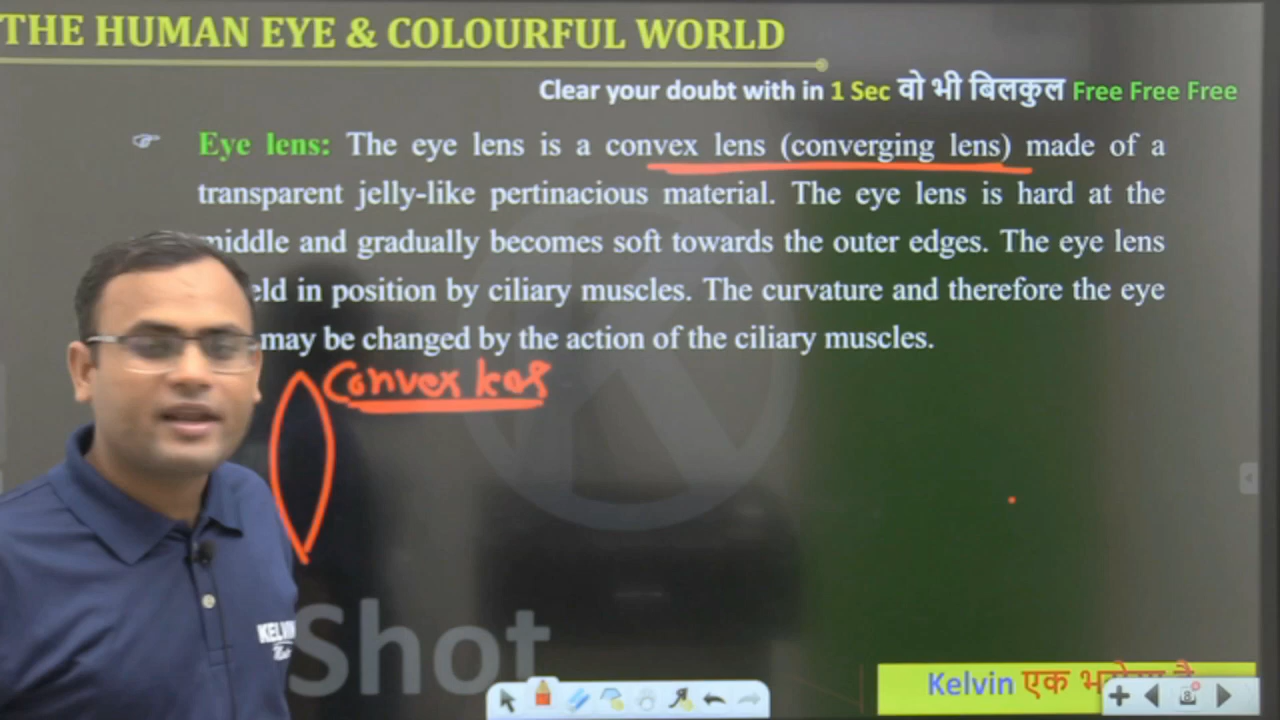 THE HUMAN EYE & COLOURFUL WORLD
Clear your doubt with in 1 Sec वो भी बिलकुल Free Free Free
Eye lens: The eye lens is a convex lens (converging lens) made of a
transparent jelly-like pertinacious material. The eye lens is hard at the
middle and gradually becomes soft towards the outer edges. The eye lens
eld in position by ciliary muscles. The curvature and therefore the eye
may be changed by the action of the ciliary muscles.
Convex
KELVIN
Shot
Kelvin एक
8